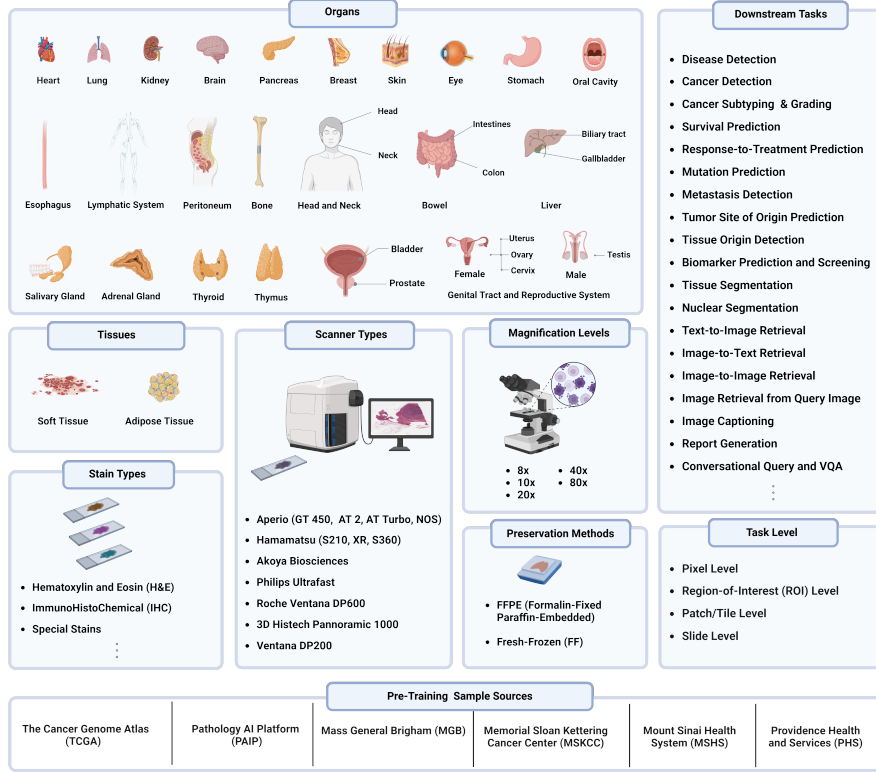 Organs
Heart
Lung
Kidney
Brain
Pancreas
Breast
Skin
Eye
Stomach
Oral Cavity
Head
Neck
Intestines
Colon
Biliary tract
Gallbladder
Esophagus
Lymphatic System
Peritoneum
Bone
Head and Neck
Bowel
Liver
Bladder
Prostate
Uterus
Ovary
Cervix
Testis
Female
Male
Salivary Gland
Adrenal Gland
Thyroid
Thymus
Genital Tract and Reproductive System
Downstream Tasks
• Disease Detection
• Cancer Detection
• Cancer Subtyping & Grading
• Survival Prediction
• Response-to-Treatment Prediction
• Mutation Prediction
• Metastasis Detection
• Tumor Site of Origin Prediction
• Tissue Origin Detection
• Biomarker Prediction and Screening
• Tissue Segmentation
• Nuclear Segmentation
• Text-to-Image Retrieval
• Image-to-Text Retrieval
• Image-to-Image Retrieval
• Image Retrieval from Query Image
• Image Captioning
• Report Generation
• Conversational Query and VQA
Tissues
Soft Tissue
Adipose Tissue
Stain Types
• Hematoxylin and Eosin (H&E)
• ImmunoHistoChemical (IHC)
• Special Stains
Scanner Types
• Aperio (GT 450, AT 2, AT Turbo, NOS)
• Hamamatsu (S210, XR, S360)
• Akoya Biosciences
• Philips Ultrafast
• Roche Ventana DP600
• 3D Histech Pannoramic 1000
• Ventana DP200
Magnification Levels
• 8x
• 10x
• 20x
• 40x
• 80x
Preservation Methods
• FFPE (Formalin-Fixed
Paraffin-Embedded)
• Fresh-Frozen (FF)
Task Level
• Pixel Level
• Region-of-Interest (ROI) Level
• Patch/Tile Level
• Slide Level
Pre-Training Sample Sources
The Cancer Genome Atlas
(TCGA)
Pathology AI Platform
(PAIP)
Mass General Brigham (MGB)
Memorial Sloan Kettering
Cancer Center (MSKCC)
Mount Sinai Health
System (MSHS)
Providence Health
and Services (PHS)